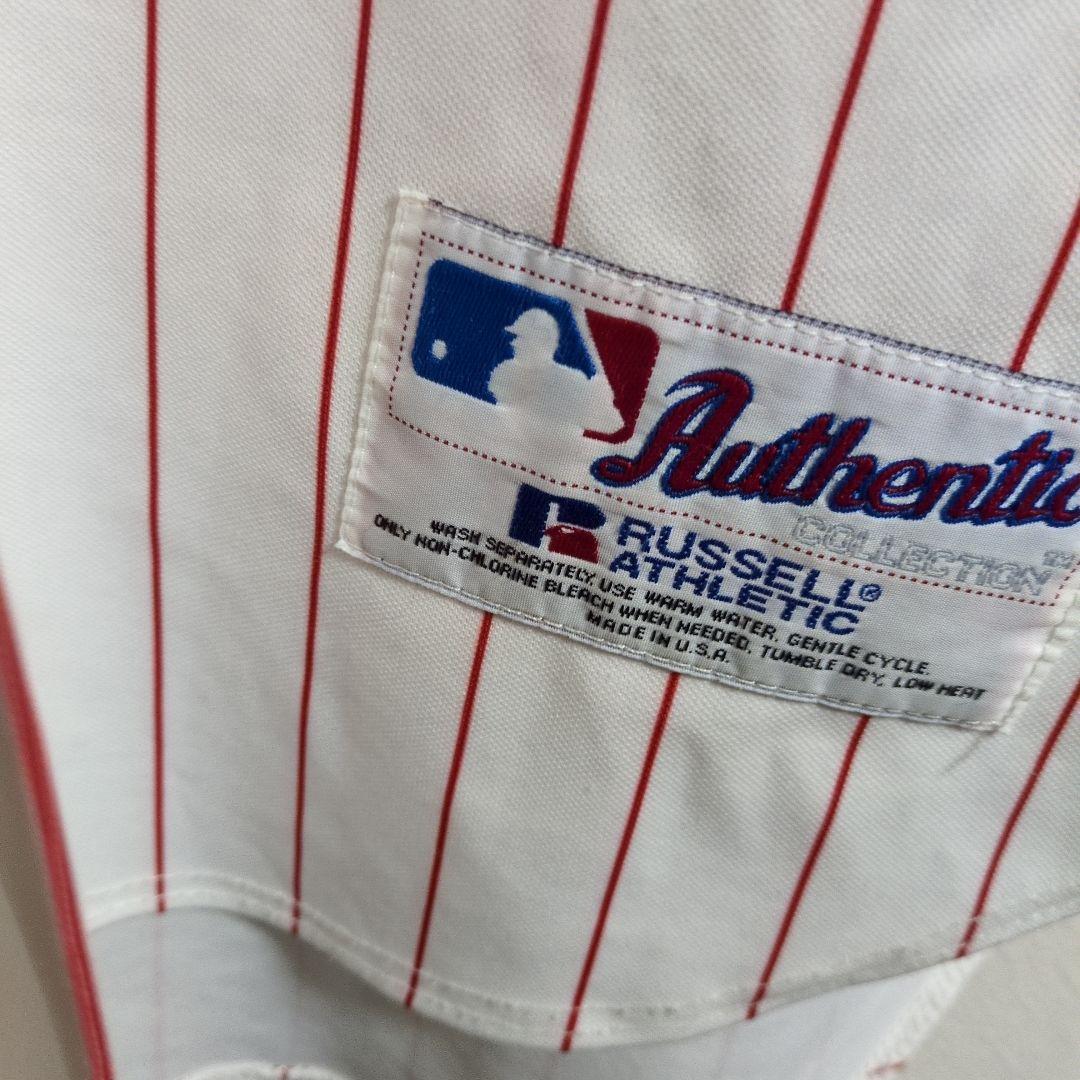 Authentic
COLLECTION™
RUSSELL®
ATHLETIC
WASH SEPARATELY, USE WARM WATER, GENTLE CYCLE.
ONLY NON-CHLORINE BLEACH WHEN NEEDED, TUMBLE DRY, LOW HEAT
MADE IN U.S.A.